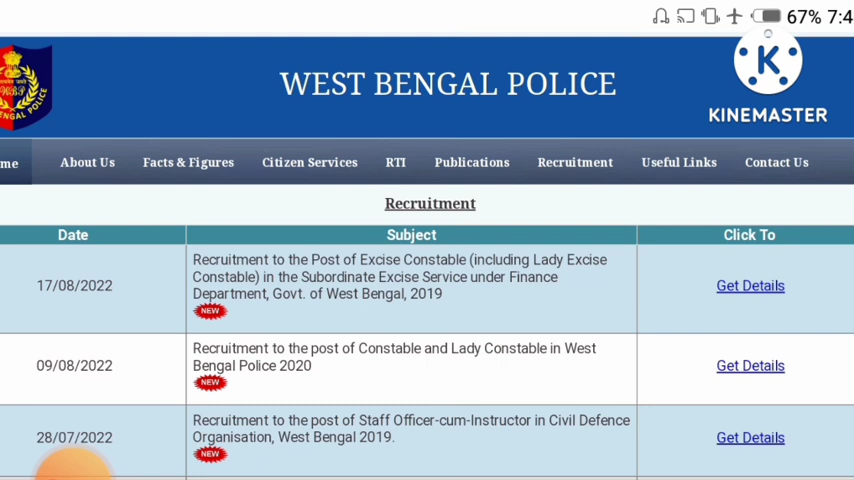 67% 7:4
WEST BENGAL POLICE
K
KINEMASTER
WBP
me About Us Facts & Figures Citizen Services RTI Publications Recruitment Useful Links Contact Us
Recruitment
Date Subject Click To
Recruitment to the Post of Excise Constable (including Lady Excise
17/08/2022 Constable) in the Subordinate Excise Service under Finance Get Details
Department, Govt. of West Bengal, 2019
NEW
Recruitment to the post of Constable and Lady Constable in West
09/08/2022 Bengal Police 2020 Get Details
NEW
Recruitment to the post of Staff Officer-cum-Instructor in Civil Defence
28/07/2022 Organisation, West Bengal 2019. Get Details
NEW